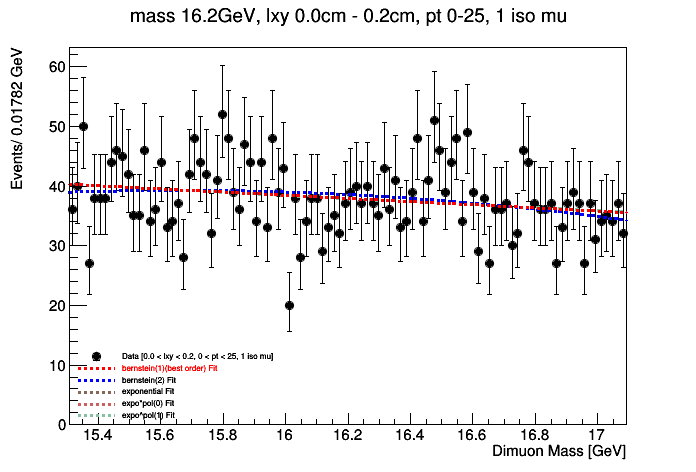 mass 16.2GeV, lxy 0.0cm - 0.2cm, pt 0-25, 1 iso mu
Events/ 0.01782 GeV
60
50
40
30
20
10
0
Data [0.0 < lxy < 0.2, 0 < pt < 25, 1 iso mu]
bernstein(1)(best order) Fit
bernstein(2) Fit
exponential Fit
expo*pol(0) Fit
expo*pol(1) Fit
15.4 15.6 15.8 16 16.2 16.4 16.6 16.8 17
Dimuon Mass [GeV]